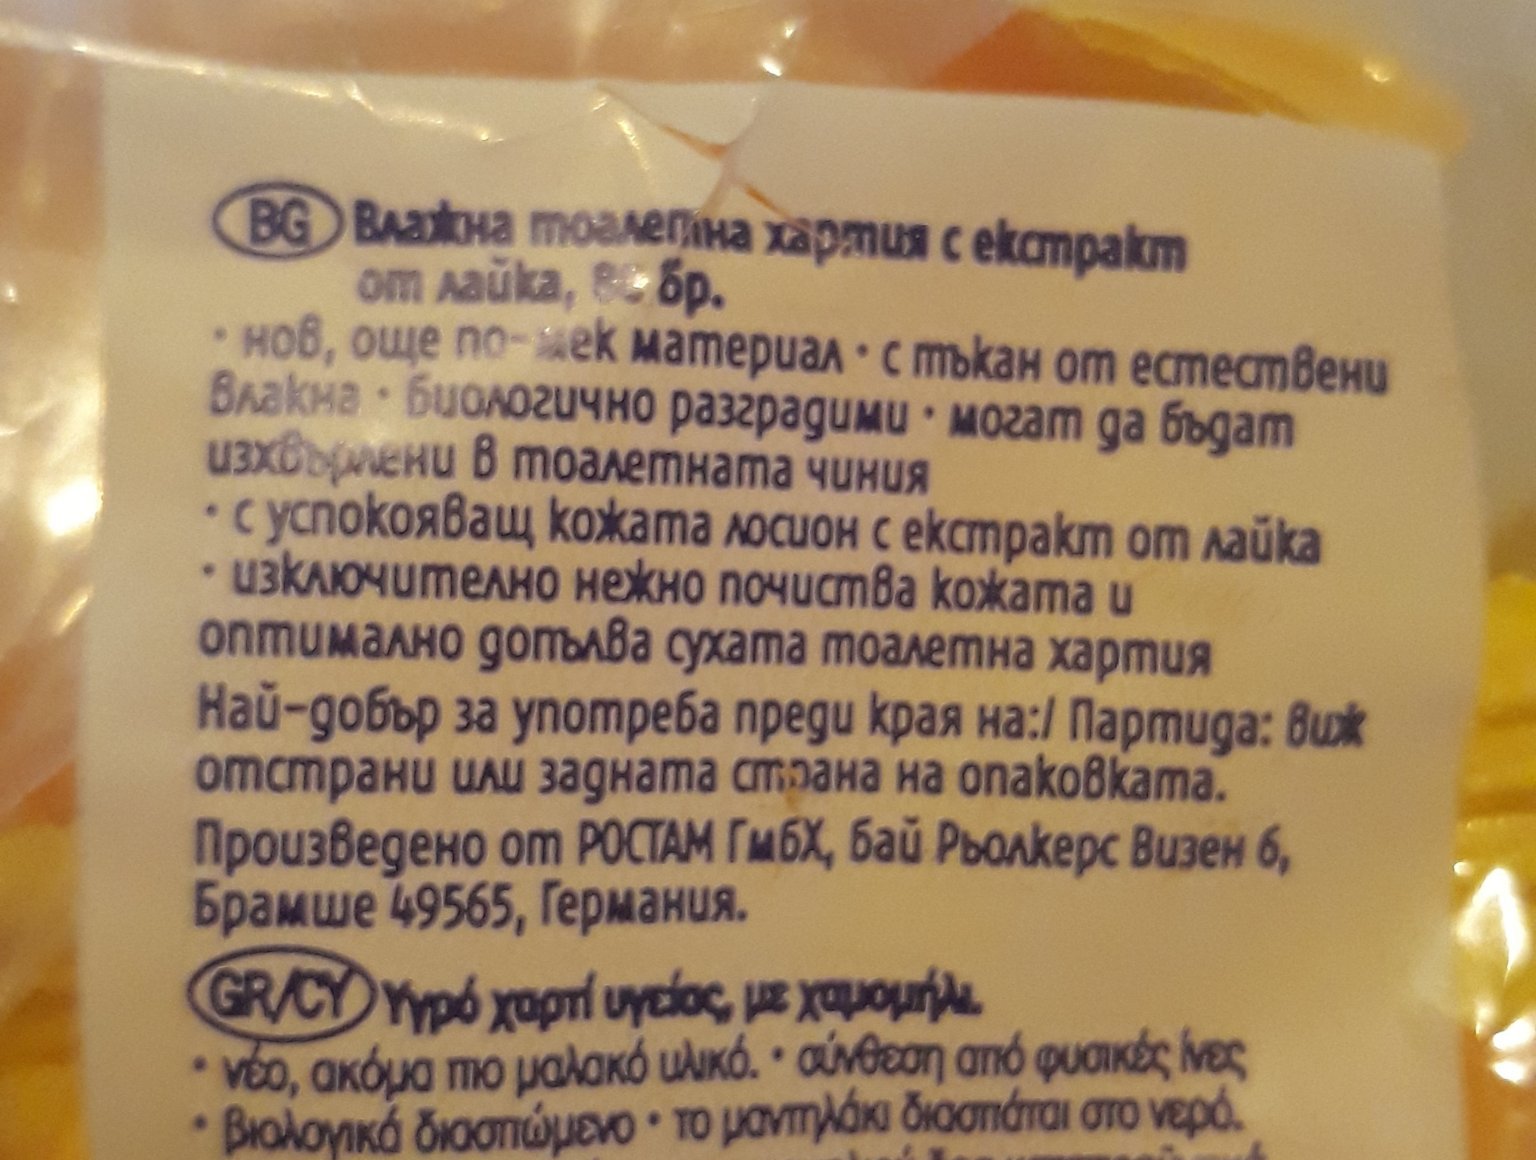 BG Влажна тоалетна хартия с екстракт
от лайка, бр.
· нов, още по-мек материал · с тъкан от естествени
влакна · биологично разградими · могат да бъдат
изхвърлени в тоалетната чиния
· с успокояващ кожата лосион с екстракт от лайка
· изключително нежно почиства кожата и
оптимално допълва сухата тоалетна хартия
Най-добър за употреба преди края на:/ Партида: виж
отстрани или задната страна на опаковката.
Произведено от РОСТАМ ГмбХ, бай Рьолкерс Визен 6,
Брамше 49565, Германия.
GR/CY Υγρό χαρτί υγείας, με χαμομήλι.
· νέο, ακόμα πιο μαλακό υλικό. · σύνθεση από φυσικές ίνες
· βιολογικά διασπώμενο · το μαντηλάκι διασπάται στο νερό.